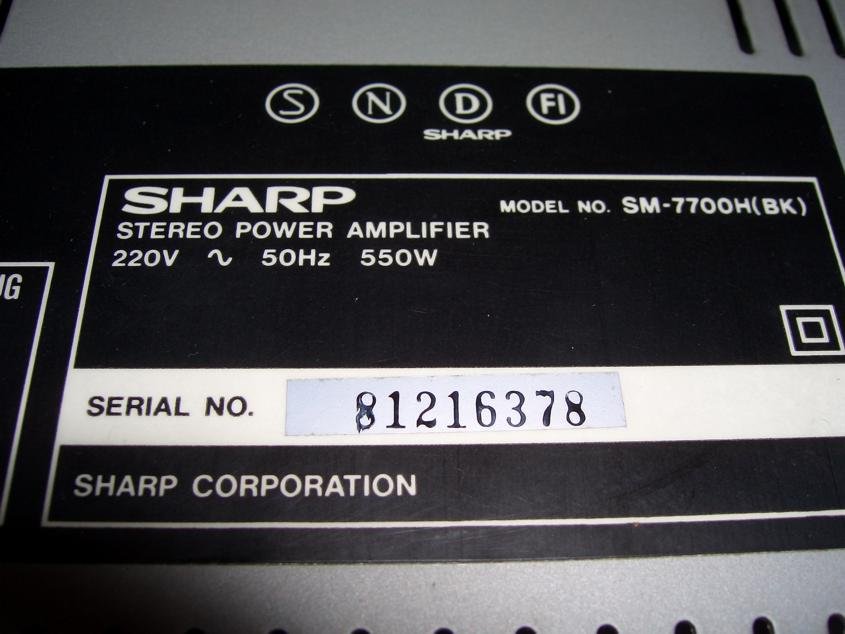 S N D FI
SHARP
SHARP MODEL NO. SM-7700H(BK)
STEREO POWER AMPLIFIER
220V ∿ 50Hz 550W
SERIAL NO. 81216378
SHARP CORPORATION